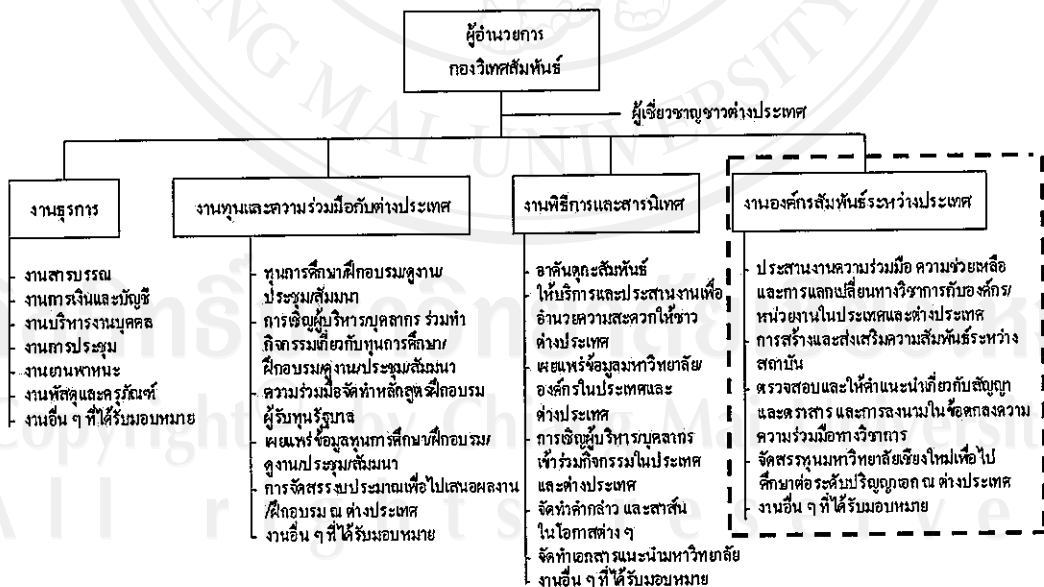 ผู้อำนวยการ
กองวิเทศสัมพันธ์
ผู้เชี่ยวชาญชาวต่างประเทศ
งานธุรการ
- งานสารบรรณ
- งานการเงินและบัญชี
- งานบริหารงานบุคคล
- งานการประชุม
- งานยานพาหนะ
- งานพัสดุและครุภัณฑ์
- งานอื่น ๆ ที่ได้รับมอบหมาย
งานทุนและความร่วมมือกับต่างประเทศ
- ทุนการศึกษา/ฝึกอบรม/ดูงาน/
ประชุม/สัมมนา
- การเชิญผู้บริหาร/บุคลากร ร่วมทำ
กิจกรรมเกี่ยวกับทุนการศึกษา/
ฝึกอบรม/ดูงาน/ประชุม/สัมมนา
- ความร่วมมือจัดทำหลักสูตรฝึกอบรม
ผู้รับทุนรัฐบาล
- เผยแพร่ข้อมูลทุนการศึกษา/ฝึกอบรม/
ดูงาน/ประชุม/สัมมนา
- การจัดสรรงบประมาณเพื่อไปเสนอผลงาน
/ฝึกอบรม ณ ต่างประเทศ
- งานอื่น ๆ ที่ได้รับมอบหมาย
งานพิธีการและสารนิเทศ
- อาคันตุกะสัมพันธ์
- ให้บริการและประสานงานเพื่อ
อำนวยความสะดวกให้ชาว
ต่างประเทศ
- เผยแพร่ข้อมูลมหาวิทยาลัย/
องค์กรในประเทศและ
ต่างประเทศ
- การเชิญผู้บริหาร/บุคลากร
เข้าร่วมกิจกรรมในประเทศ
และต่างประเทศ
- จัดทำคำกล่าว และสาส์น
ในโอกาสต่าง ๆ
- จัดทำเอกสารแนะนำมหาวิทยาลัย
- งานอื่น ๆ ที่ได้รับมอบหมาย
งานองค์กรสัมพันธ์ระหว่างประเทศ
- ประสานงานความร่วมมือ ความช่วยเหลือ
และการแลกเปลี่ยนทางวิชาการกับองค์กร/
หน่วยงานในประเทศและต่างประเทศ
- การสร้างและส่งเสริมความสัมพันธ์ระหว่าง
สถาบัน
- ตรวจสอบและให้คำแนะนำเกี่ยวกับสัญญา
และตราสาร และการลงนามในข้อตกลงความ
ความร่วมมือทางวิชาการ
- จัดสรรทุนมหาวิทยาลัยเชียงใหม่เพื่อไป
ศึกษาต่อระดับปริญญาเอก ณ ต่างประเทศ
- งานอื่น ๆ ที่ได้รับมอบหมาย
MAI UNIVERSITY
All rights reserve